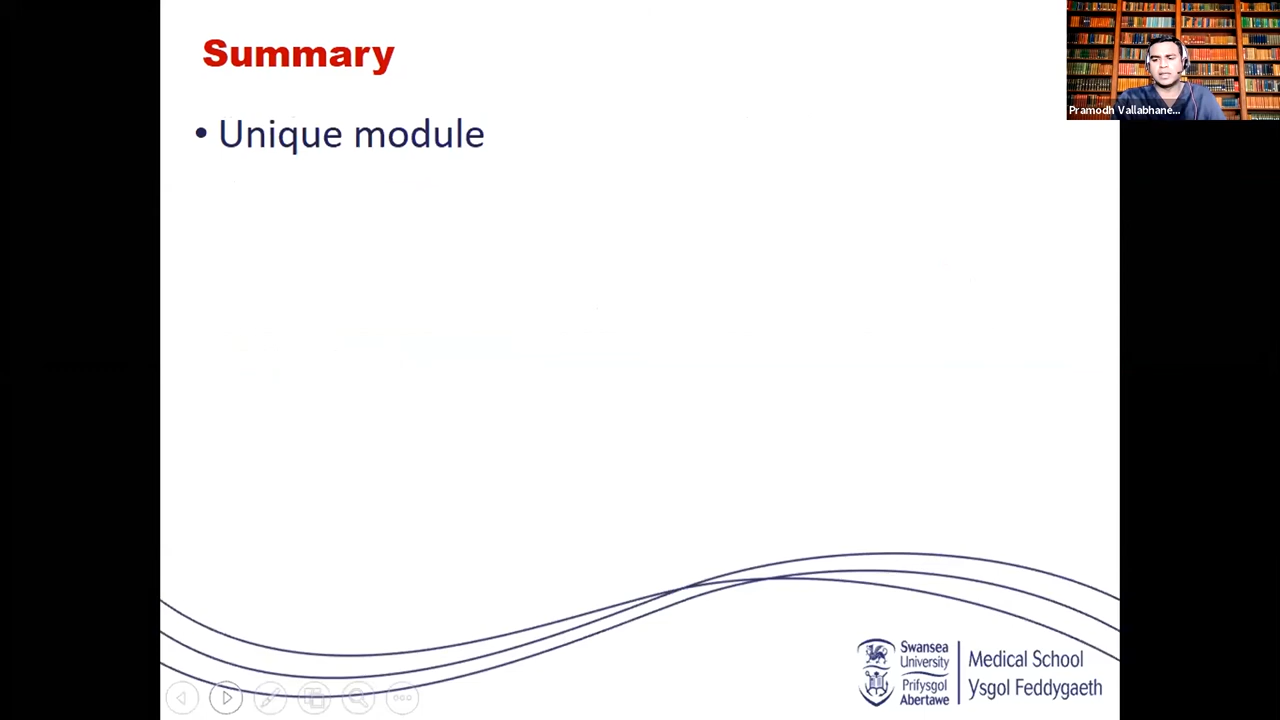 Summary
Pramodh Vallabhane...
• Unique module
Swansea
University
Prifysgol
Abertawe
Medical School
Ysgol Feddygaeth